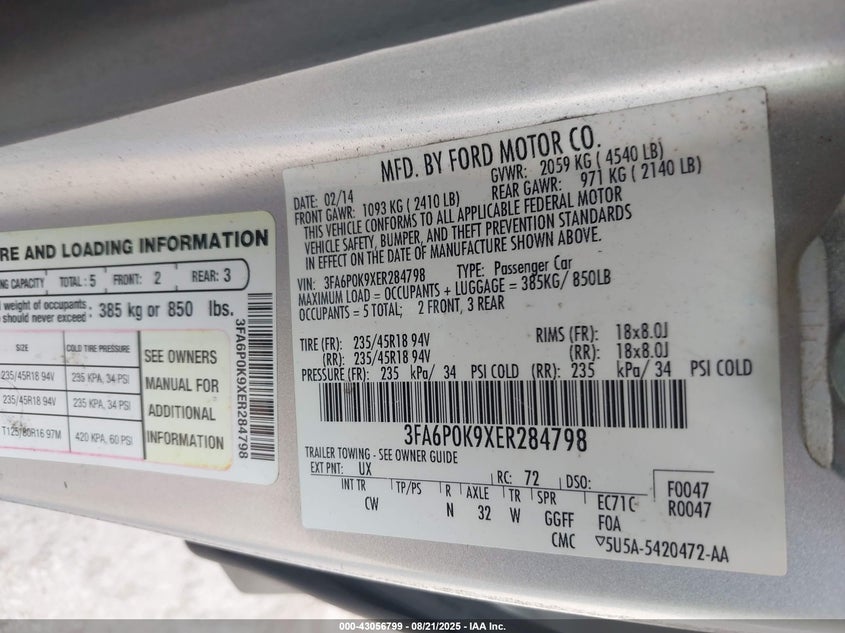 RE AND LOADING INFORMATION
NG CAPACITY TOTAL : 5 FRONT: 2 REAR: 3
weight of occupants
should never exceed : 385 kg or 850 lbs.
SIZE COLD TIRE PRESSURE
235/45R18 94V 235 KPA, 34 PSI
235/45R18 94V 235 KPA, 34 PSI
T125/80R16 97M 420 KPA, 60 PSI
SEE OWNERS
MANUAL FOR
ADDITIONAL
INFORMATION
3FA6P0K9XER284798
MFD. BY FORD MOTOR CO.
DATE: 02/14 GVWR: 2059 KG ( 4540 LB)
FRONT GAWR: 1093 KG ( 2410 LB) REAR GAWR: 971 KG ( 2140 LB)
THIS VEHICLE CONFORMS TO ALL APPLICABLE FEDERAL MOTOR
VEHICLE SAFETY, BUMPER, AND THEFT PREVENTION STANDARDS
IN EFFECT ON THE DATE OF MANUFACTURE SHOWN ABOVE.
VIN: 3FA6P0K9XER284798 TYPE: Passenger Car
MAXIMUM LOAD = OCCUPANTS + LUGGAGE = 385KG/ 850LB
OCCUPANTS = 5 TOTAL; 2 FRONT, 3 REAR
TIRE (FR): 235/45R18 94V RIMS (FR): 18x8.0J
(RR): 235/45R18 94V (RR): 18x8.0J
PRESSURE (FR): 235 kPa/ 34 PSI COLD (RR): 235 kPa/ 34 PSI COLD
3FA6P0K9XER284798
TRAILER TOWING - SEE OWNER GUIDE
EXT PNT: UX RC: 72 DSO:
INT TR TP/PS R AXLE TR SPR EC71C F0047
CW N 32 W GGFF F0A R0047
CMC ▽5U5A-5420472-AA
000-43056799 - 08/21/2025 - IAA Inc.